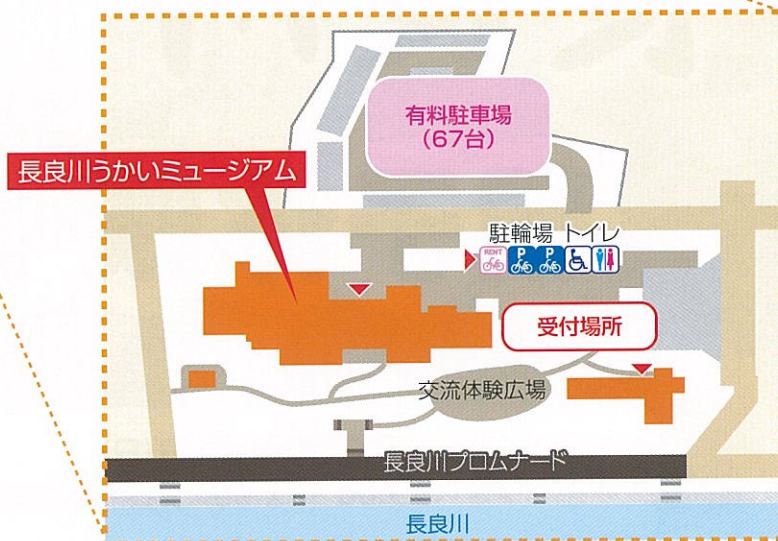 有料駐車場
(67台)
長良川うかいミュージアム
駐輪場 トイレ
RENT P P
受付場所
交流体験広場
長良川プロムナード
長良川